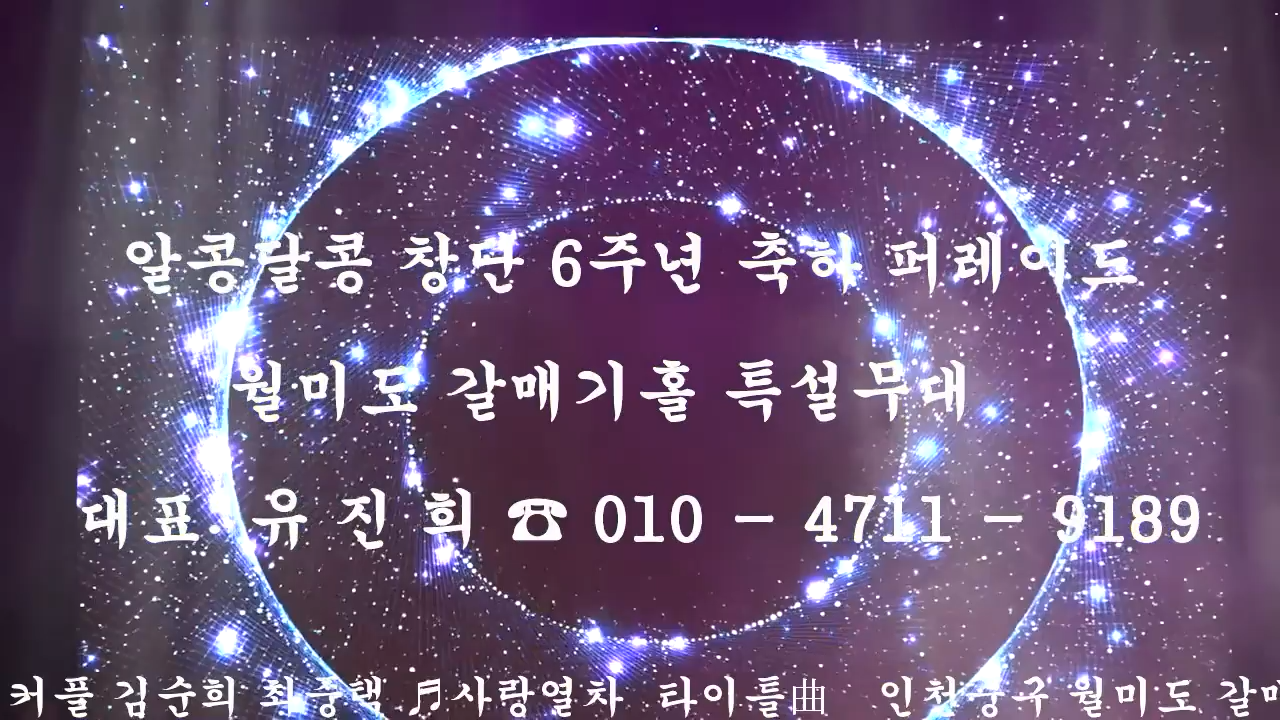 알콩달콩 창단 6주년 축하 퍼레이드
월미도 갈매기홀 특설무대
대표 유 진 희 ☎ 010 - 4711 - 9189
커플 김순희 최중택 ♬사랑열차 타이틀曲 인천중구 월미도 갈매